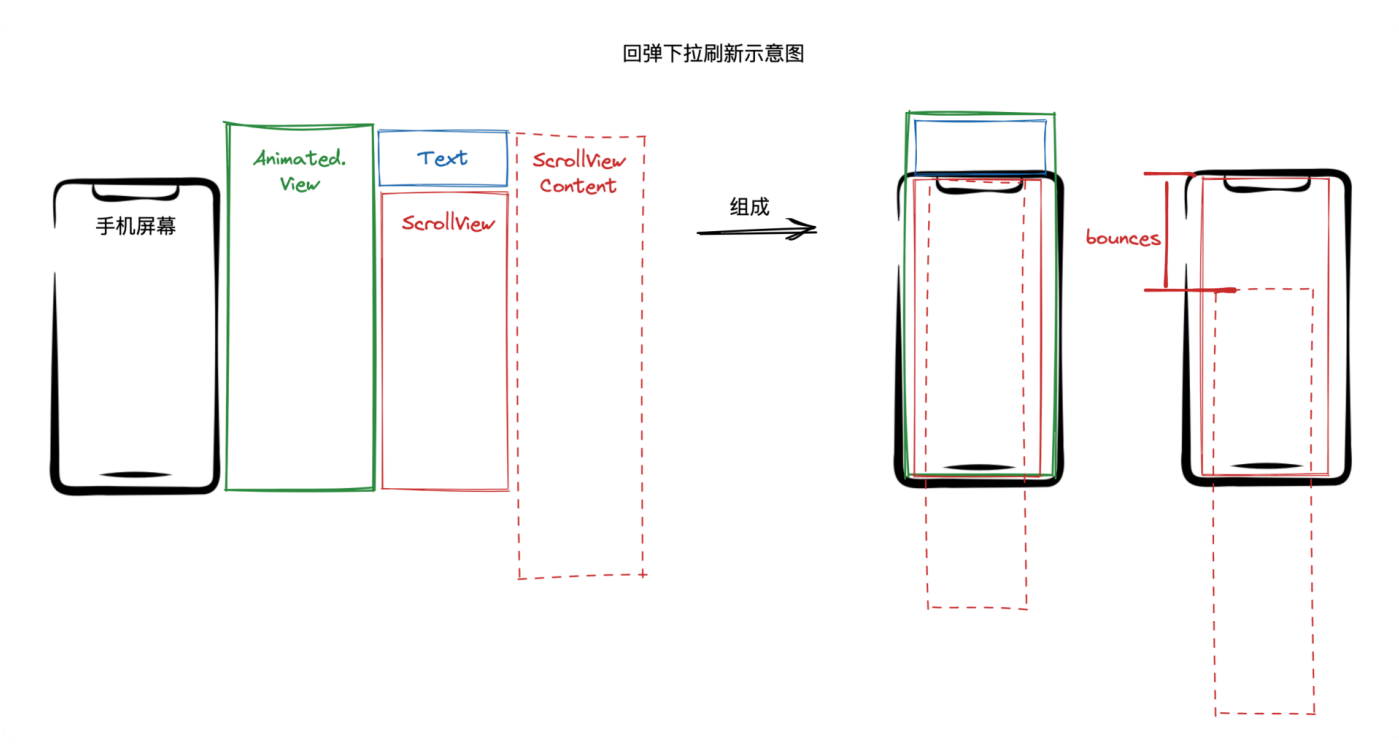 回弹下拉刷新示意图
手机屏幕
Animated.
View
Text
ScrollView
ScrollView
Content
组成
bounces